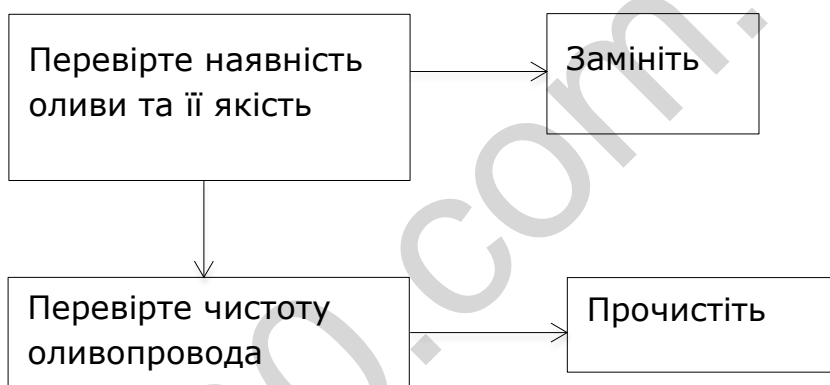 Перевірте наявність
оливи та її якість
Замініть
Перевірте чистоту
оливопровода
Прочистіть